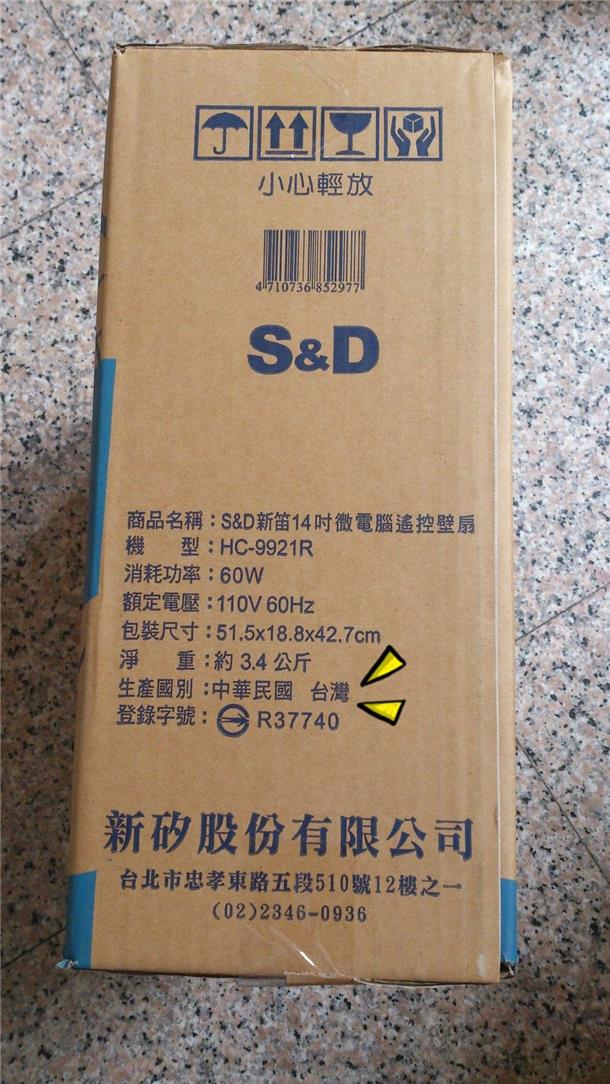 小心輕放
4 710736 852977
S&D
商品名稱：S&D新笛14吋微電腦遙控壁扇
機　　型：HC-9921R
消耗功率：60W
額定電壓：110V 60Hz
包裝尺寸：51.5x18.8x42.7cm
淨　　重：約 3.4 公斤
生產國別：中華民國 台灣
登錄字號： R37740
新矽股份有限公司
台北市忠孝東路五段510號12樓之一
(02)2346-0936